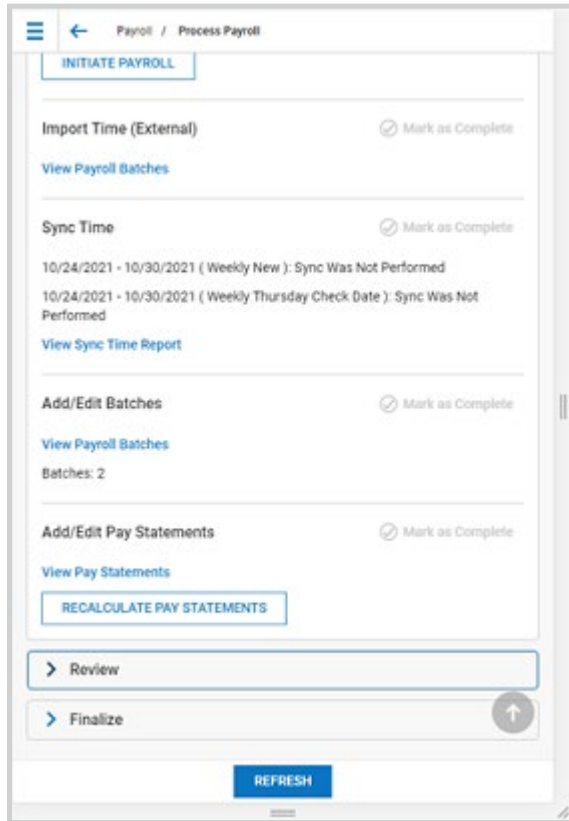 Payroll / Process Payroll
INITIATE PAYROLL
Import Time (External) Mark as Complete
View Payroll Batches
Sync Time Mark as Complete
10/24/2021 - 10/30/2021 ( Weekly New ): Sync Was Not Performed
10/24/2021 - 10/30/2021 ( Weekly Thursday Check Date ): Sync Was Not
Performed
View Sync Time Report
Add/Edit Batches Mark as Complete
View Payroll Batches
Batches: 2
Add/Edit Pay Statements Mark as Complete
View Pay Statements
RECALCULATE PAY STATEMENTS
Review
Finalize
REFRESH